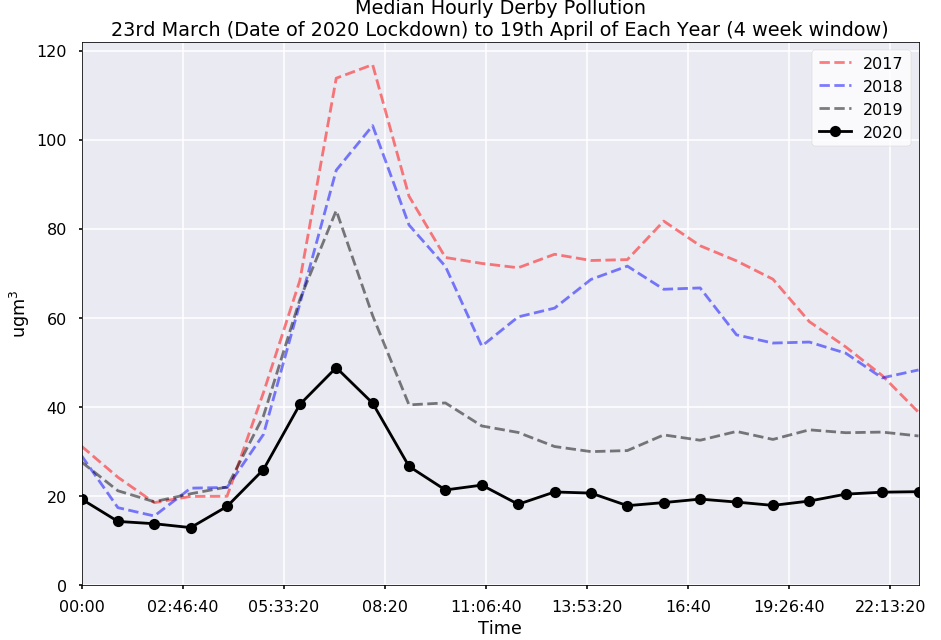 Median Hourly Derby Pollution
23rd March (Date of 2020 Lockdown) to 19th April of Each Year (4 week window)
120
100
80
60
40
20
0
ugm³
2017
2018
2019
2020
00:00 02:46:40 05:33:20 08:20 11:06:40 13:53:20 16:40 19:26:40 22:13:20
Time